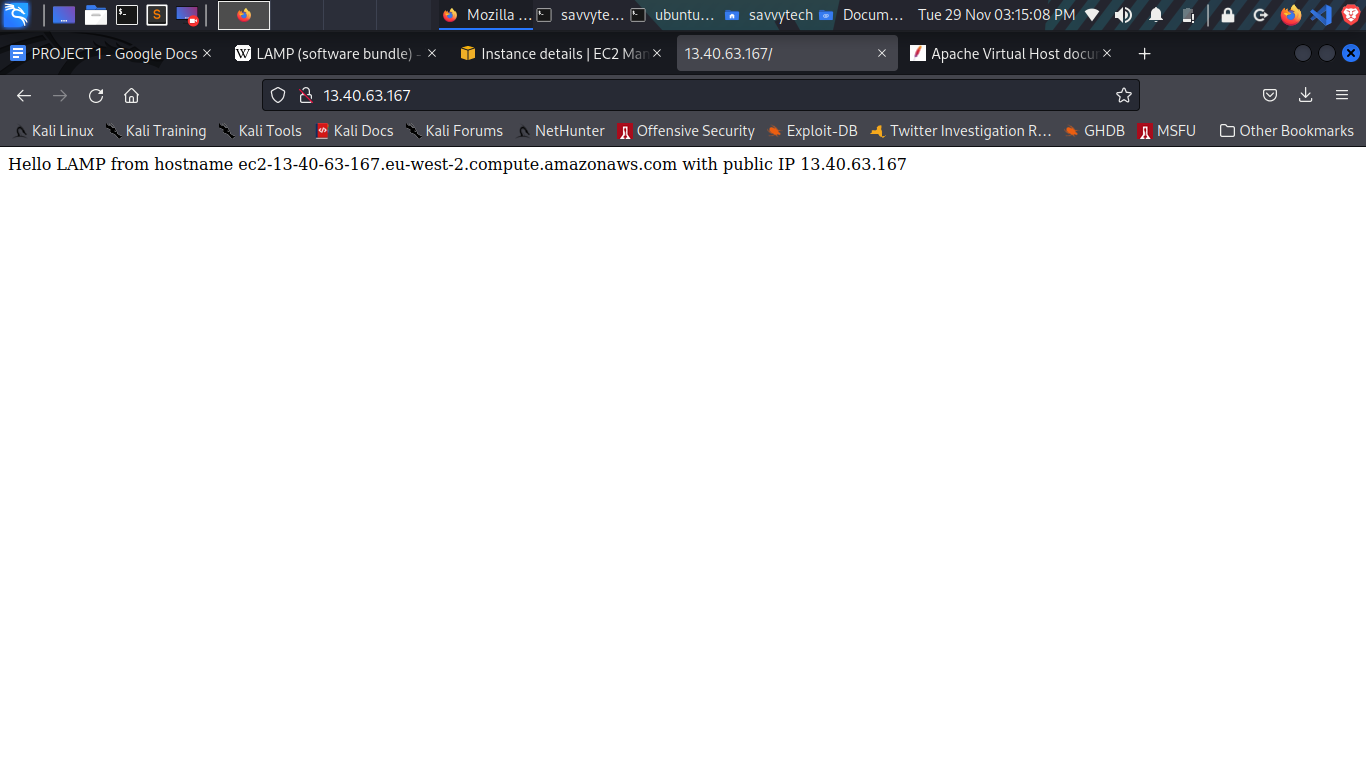 Mozilla ... savvyte... ubuntu... savvytech Docum... Tue 29 Nov 03:15:08 PM
PROJECT 1 - Google Docs LAMP (software bundle) - Instance details | EC2 Man 13.40.63.167/ Apache Virtual Host docu
13.40.63.167
Kali Linux Kali Training Kali Tools Kali Docs Kali Forums NetHunter Offensive Security Exploit-DB Twitter Investigation R... GHDB MSFU Other Bookmarks
Hello LAMP from hostname ec2-13-40-63-167.eu-west-2.compute.amazonaws.com with public IP 13.40.63.167